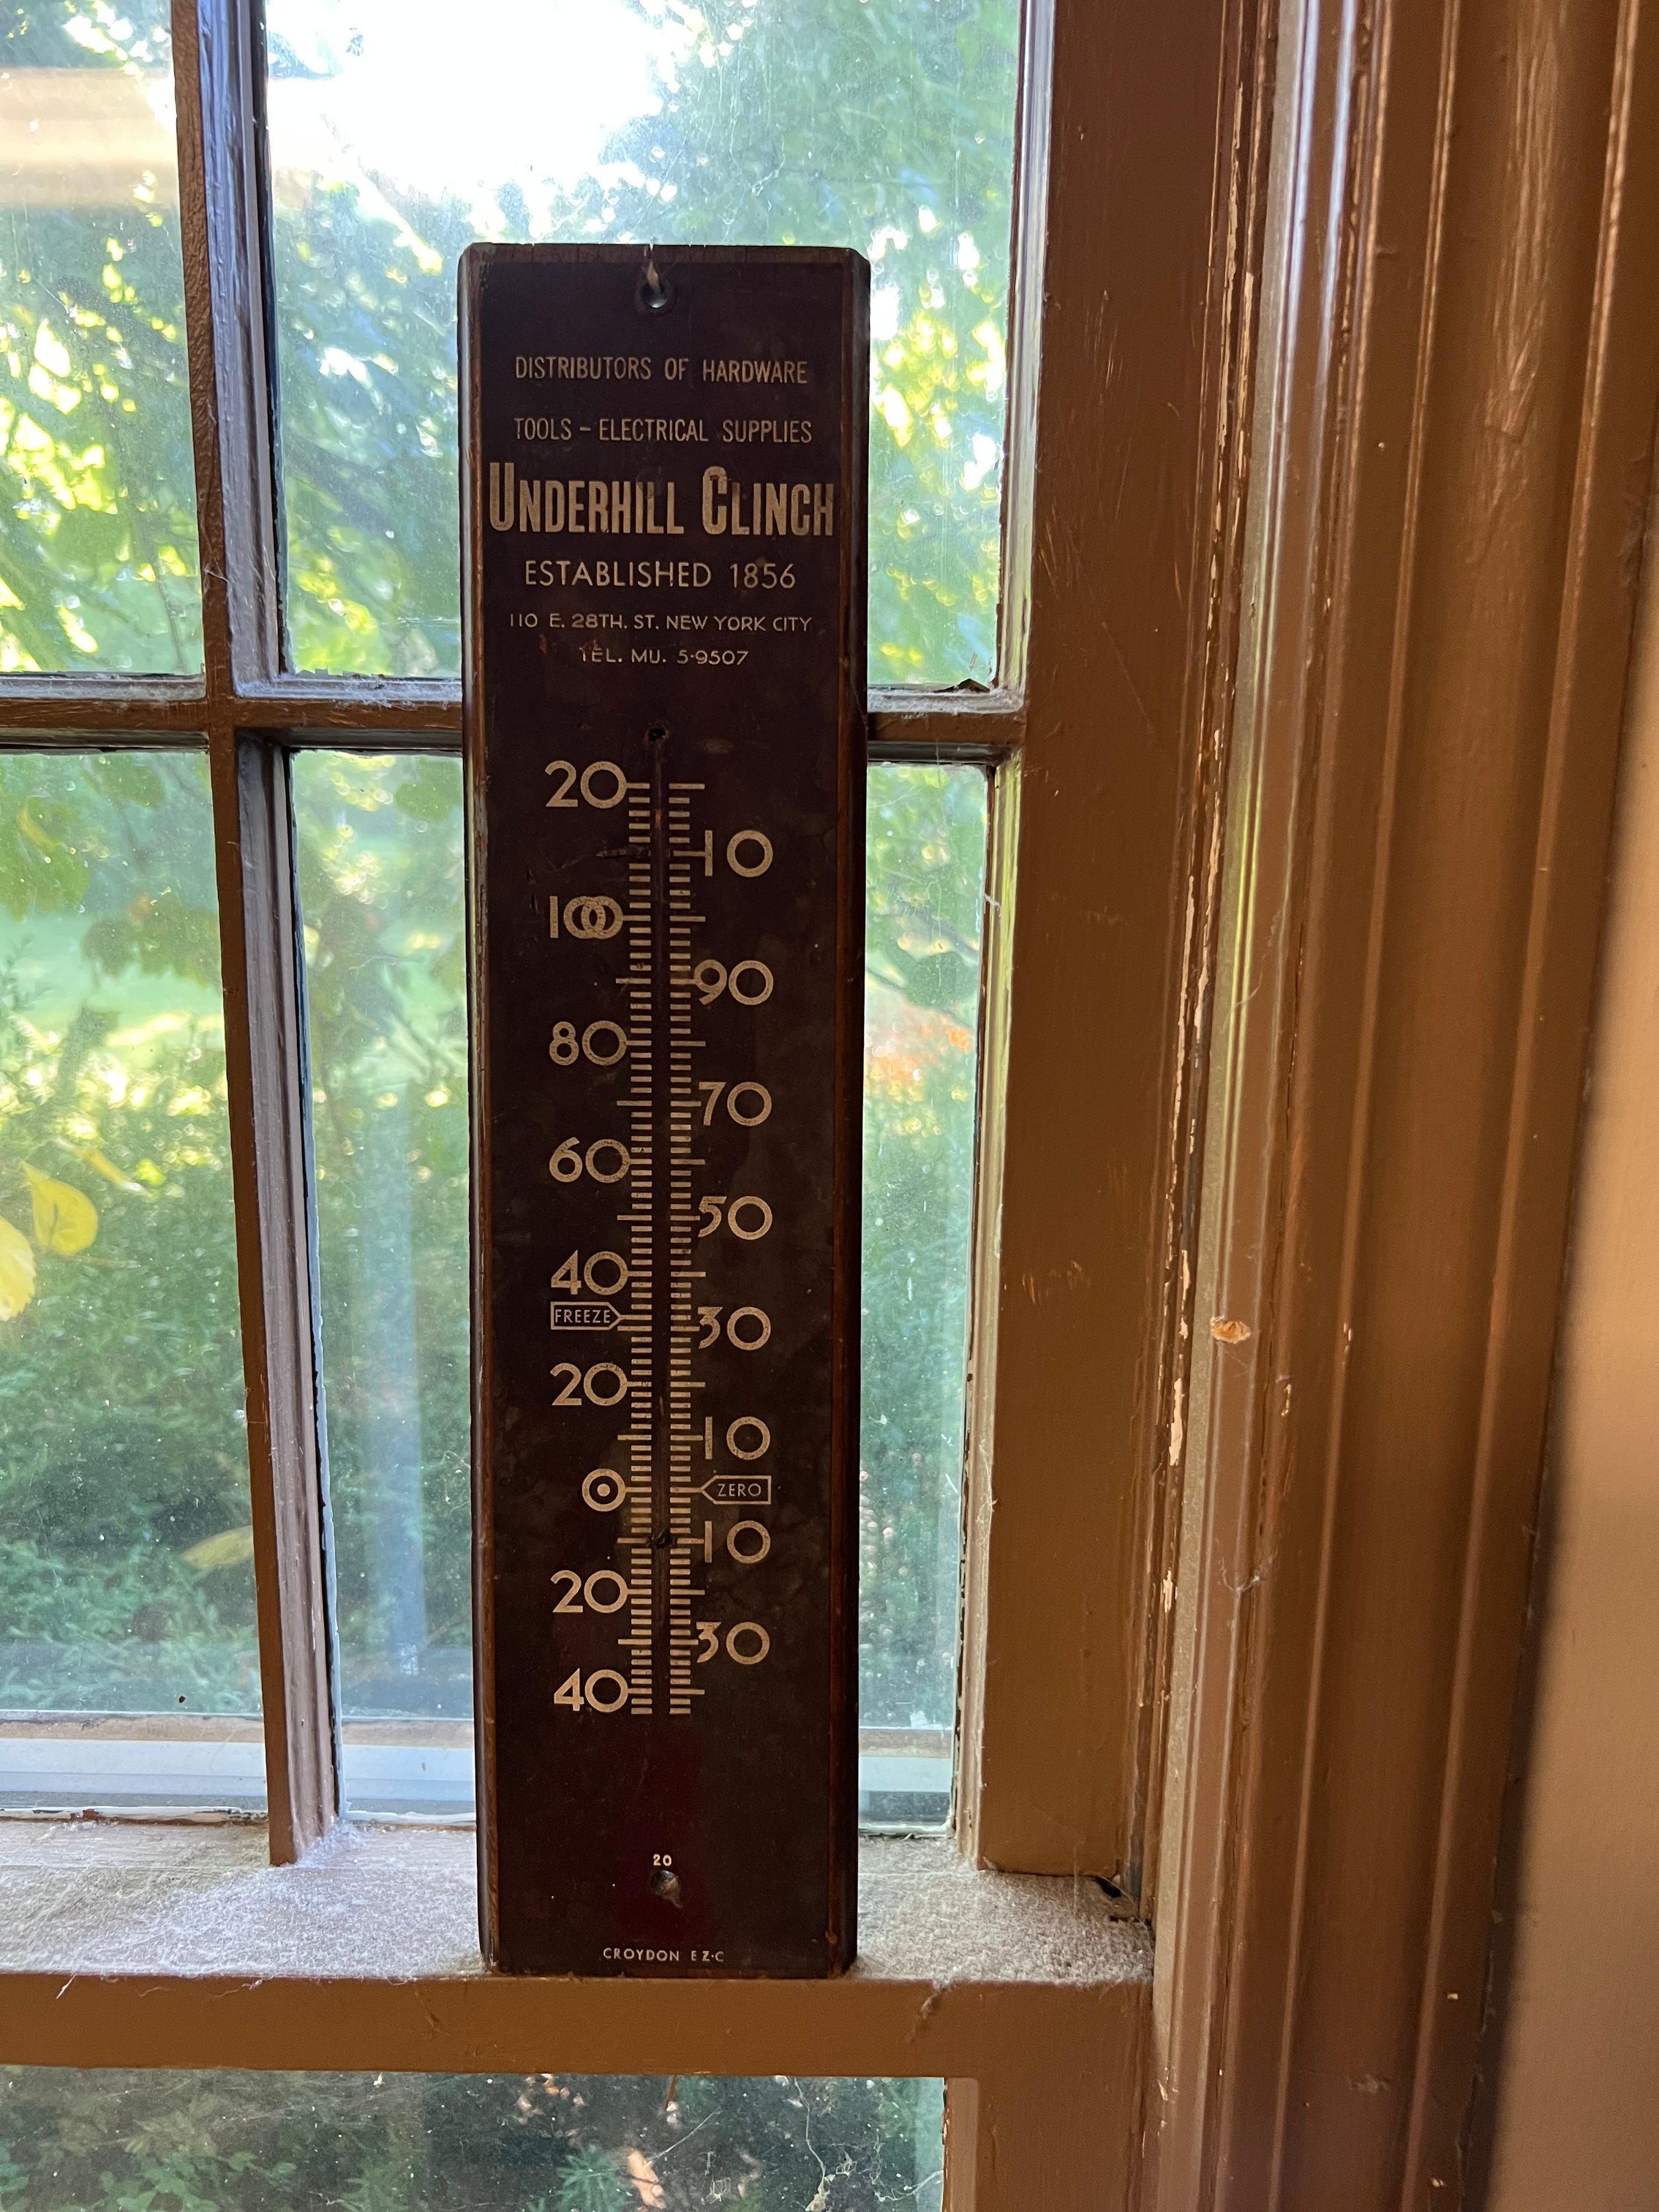 DISTRIBUTORS OF HARDWARE
TOOLS - ELECTRICAL SUPPLIES
UNDERHILL CLINCH
ESTABLISHED 1856
110 E. 28TH. ST. NEW YORK CITY
TEL. MU. 5-9507
20
10
100
90
80
70
60
50
40
FREEZE
30
20
10
0 ZERO
10
20
30
40
20
CROYDON EZ-C